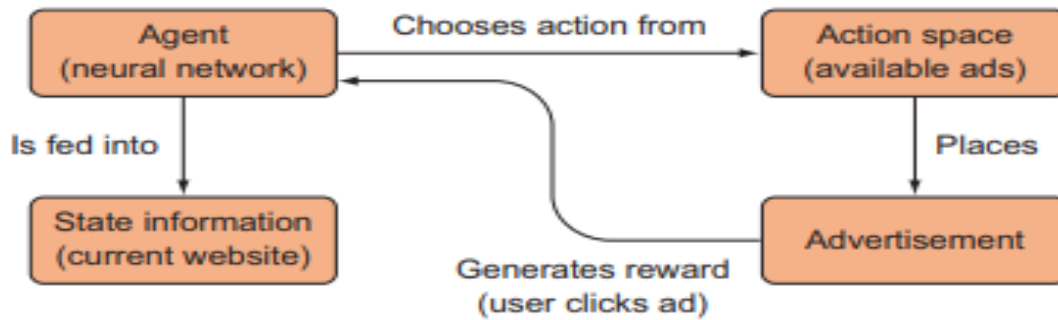 Agent
(neural network)
Chooses action from
Action space
(available ads)
Is fed into
Places
State information
(current website)
Generates reward
(user clicks ad)
Advertisement